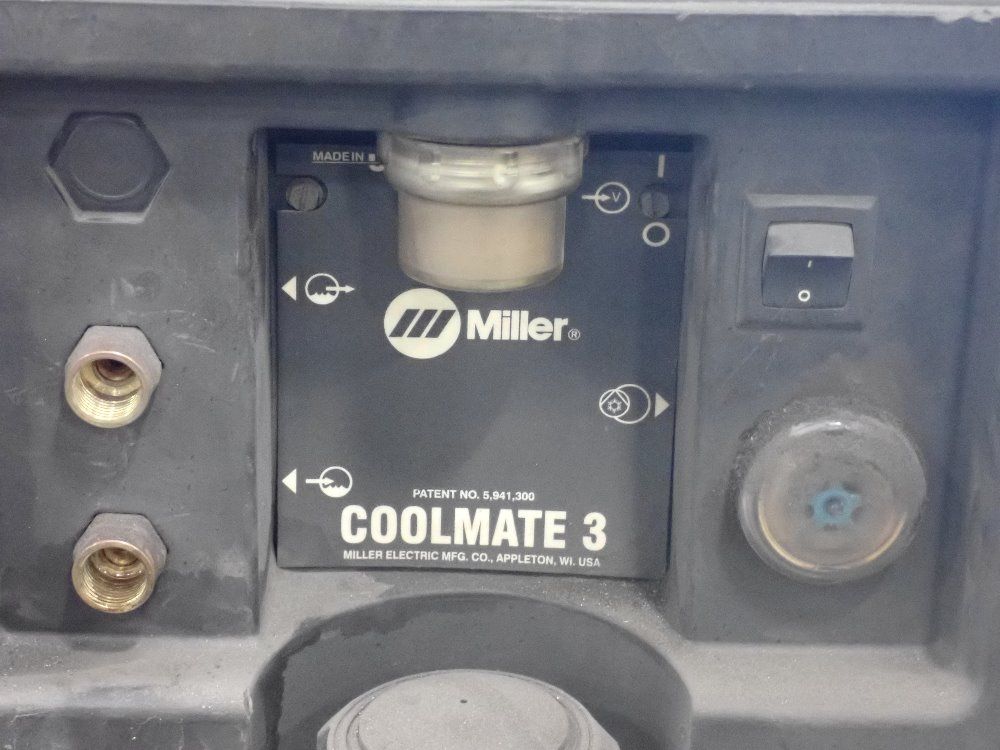 MADE IN
V
Miller®
PATENT NO. 5,941,300
COOLMATE 3
MILLER ELECTRIC MFG. CO., APPLETON, WI. USA